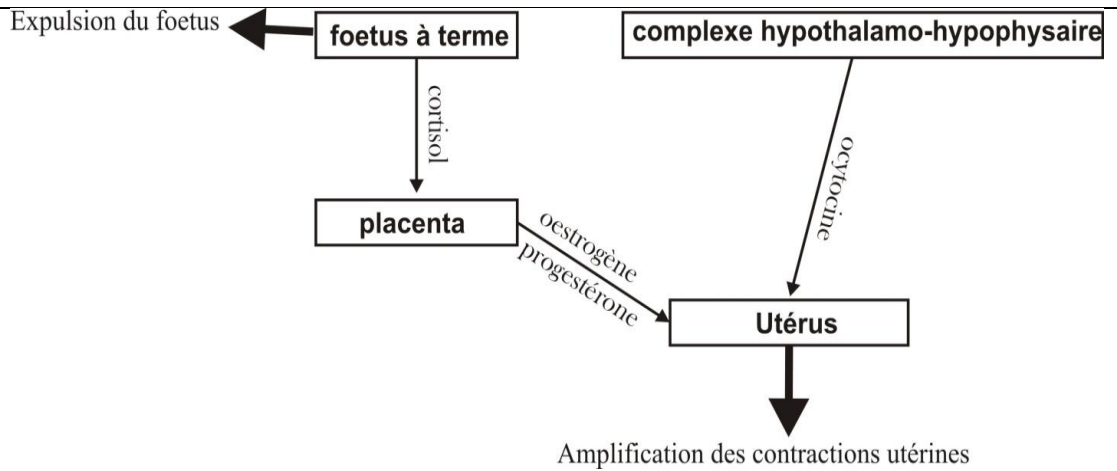 Expulsion du foetus
foetus à terme
complexe hypothalamo-hypophysaire
cortisol
ocytocine
placenta
oestrogène
progestérone
Utérus
Amplification des contractions utérines